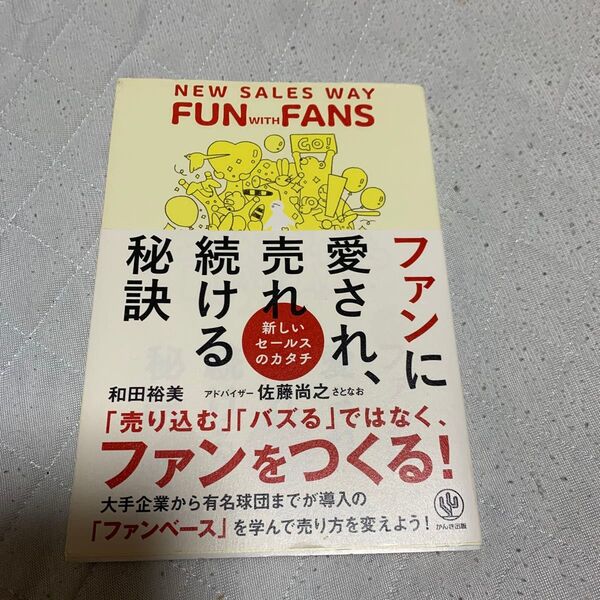 NEW SALES WAY
FUN WITH FANS
GO!
ファンに
愛され、
売れ
続ける
秘訣
新しい
セールス
のカタチ
和田裕美
アドバイザー 佐藤尚之 さとなお
「売り込む」「バズる」ではなく、
ファンをつくる!
大手企業から有名球団までが導入の
「ファンベース」を学んで売り方を変えよう!
かんき出版